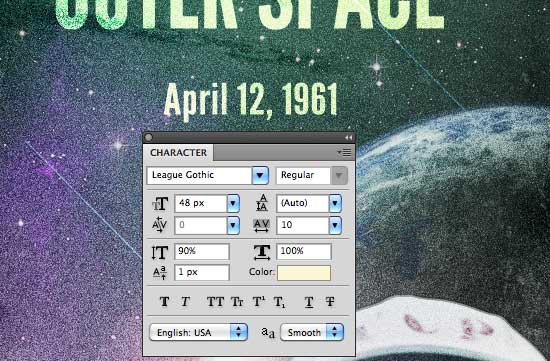 OUTER SPACE
April 12, 1961
CHARACTER
League Gothic Regular
48 px (Auto)
0 10
90% 100%
1 px Color:
T T TT Tr T¹ T₁ T T
English: USA aa Smooth